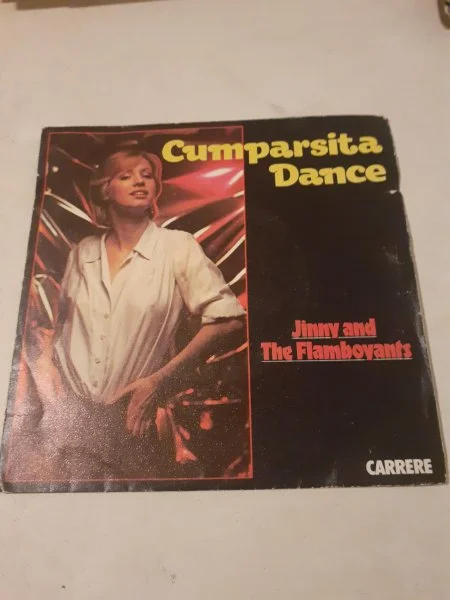 Cumparsita
Dance
Jinny and
The Flamboyants
CARRERE